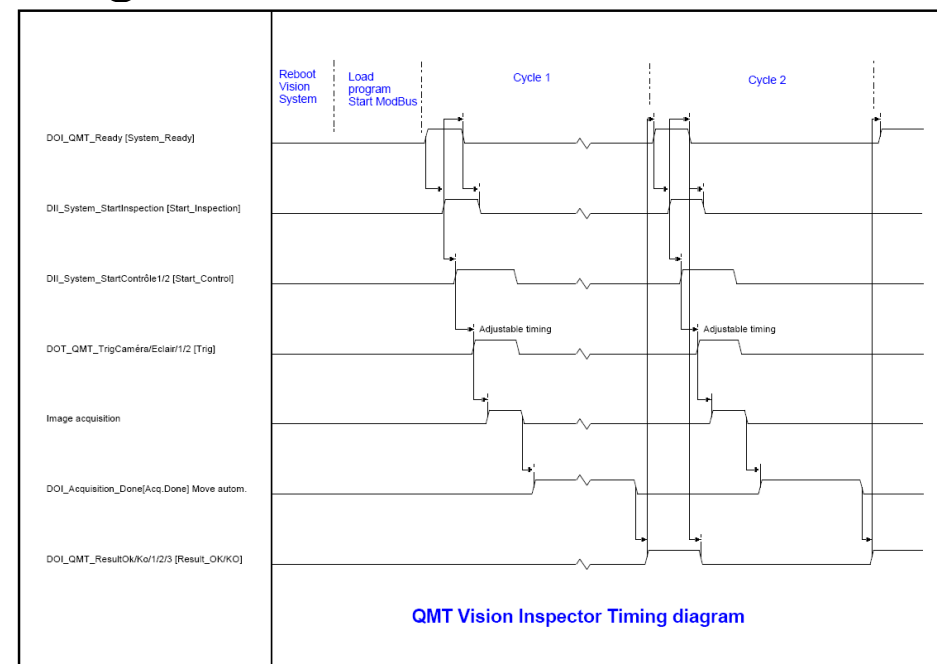 Reboot
Vision
System
Load
program
Start ModBus
Cycle 1
Cycle 2
DOI_QMT_Ready [System_Ready]
DII_System_StartInspection [Start_Inspection]
DII_System_StartContrôle1/2 [Start_Control]
Adjustable timing
Adjustable timing
DOT_QMT_TrigCaméra/Eclair/1/2 [Trig]
Image acquisition
DOI_Acquisition_Done[Acq.Done] Move autom.
DOI_QMT_ResultOk/Ko/1/2/3 [Result_OK/KO]
QMT Vision Inspector Timing diagram